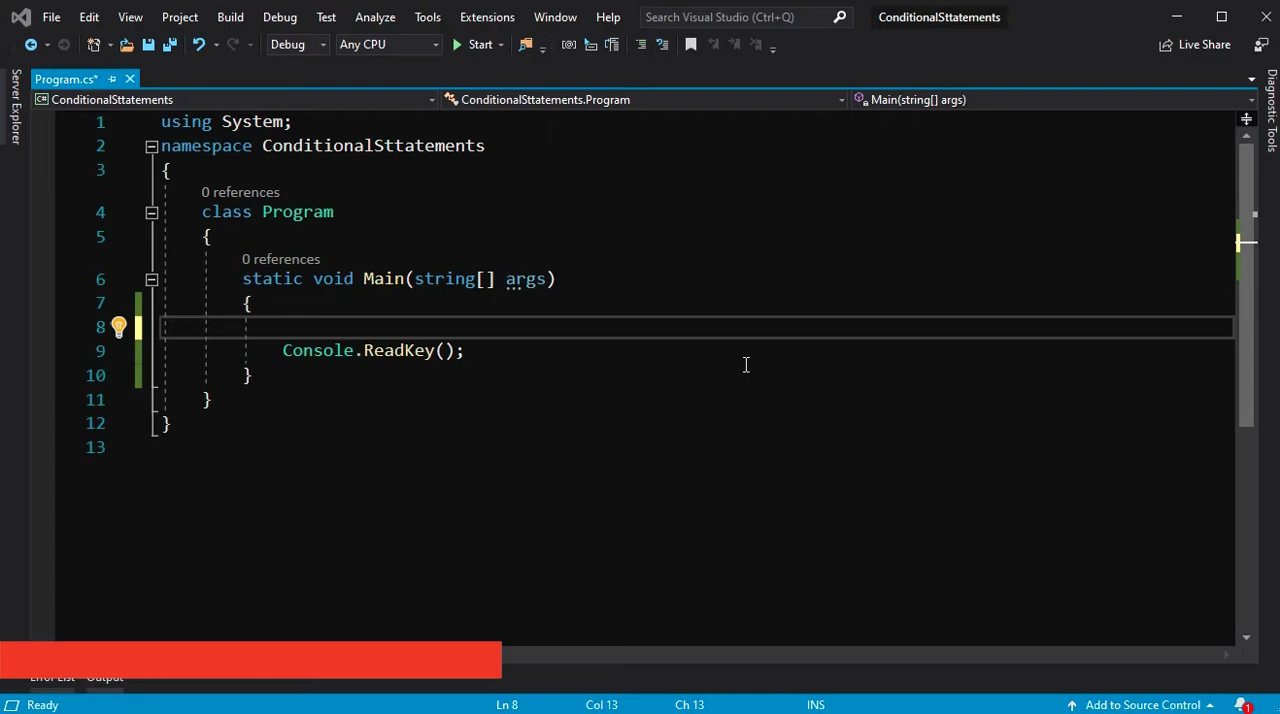 File Edit View Project Build Debug Test Analyze Tools Extensions Window Help Search Visual Studio (Ctrl+Q) ConditionalSttatements
Debug Any CPU Start Live Share
Program.cs*
ConditionalSttatements ConditionalSttatements.Program Main(string[] args)
Server Explorer
Diagnostic Tools
1 using System;
2 namespace ConditionalSttatements
3 {
0 references
4 class Program
5 {
0 references
6 static void Main(string[] args)
7 {
8
9 Console.ReadKey();
10 }
11 }
12 }
13
Error List Output
Ready Ln 8 Col 13 Ch 13 INS Add to Source Control 1